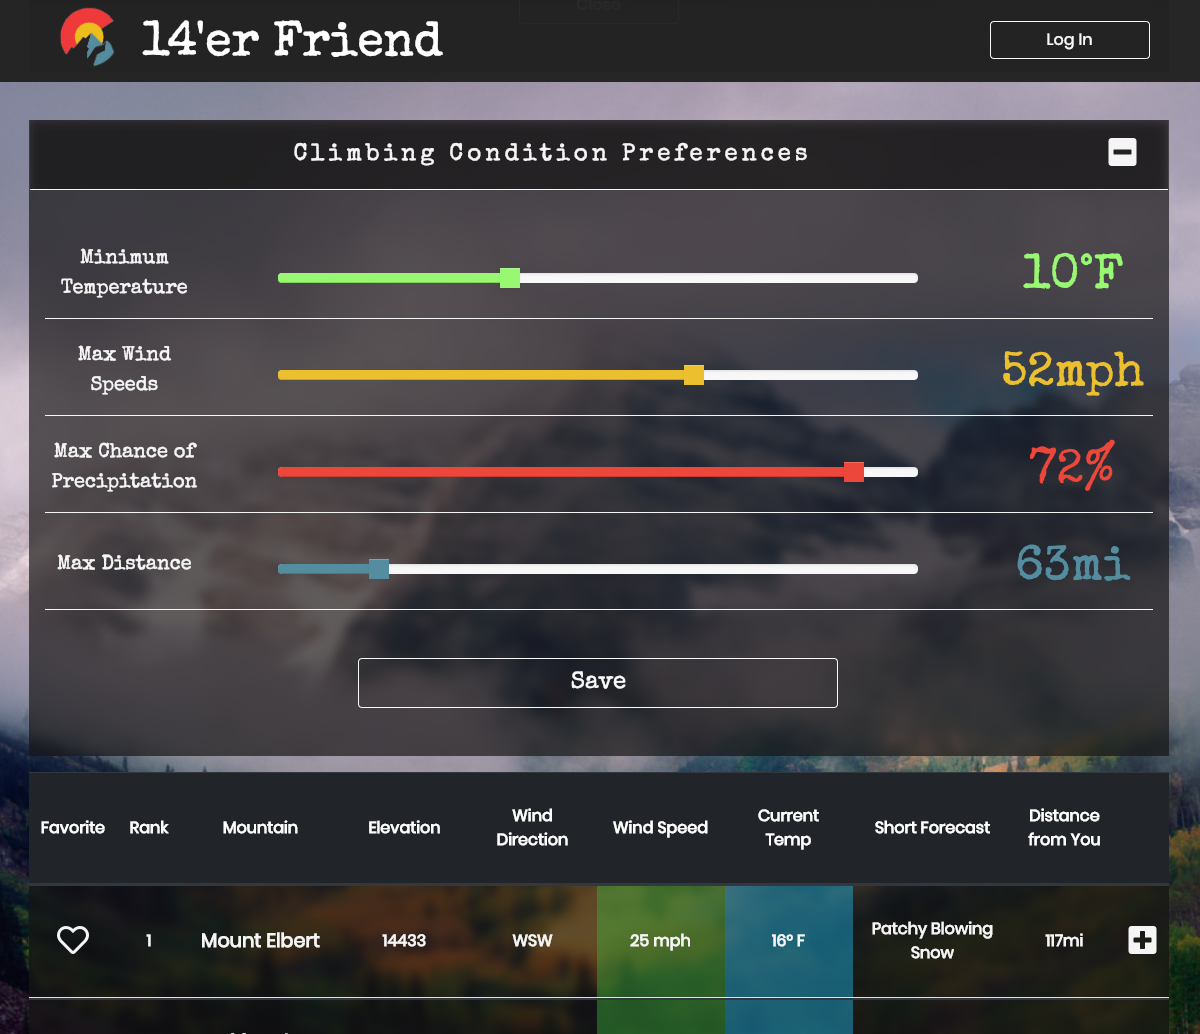 Close
14'er Friend
Log In
Climbing Condition Preferences
Minimum
Temperature
10°F
Max Wind
Speeds
52mph
Max Chance of
Precipitation
72%
Max Distance
63mi
Save
Favorite Rank Mountain Elevation Wind Direction Wind Speed Current Temp Short Forecast Distance from You
1 Mount Elbert 14433 WSW 25 mph 16° F Patchy Blowing Snow 117mi